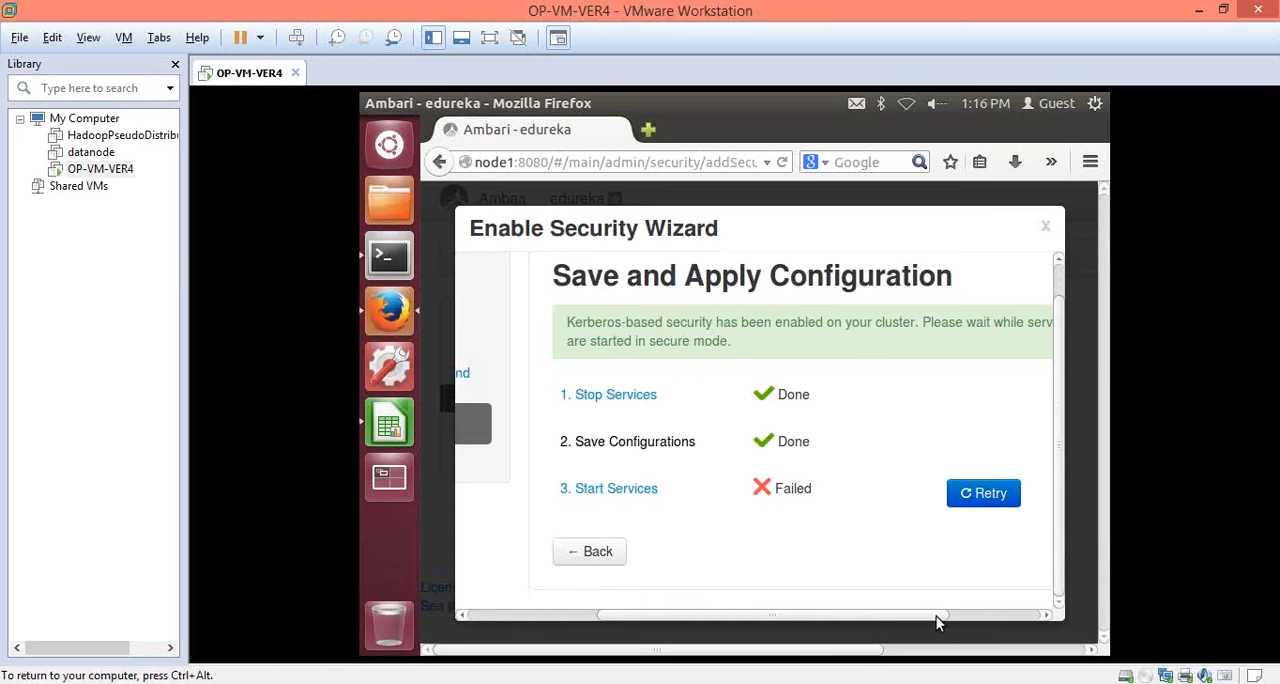 OP-VM-VER4 - VMware Workstation
File Edit View VM Tabs Help
Library
OP-VM-VER4
Type here to search
My Computer
HadoopPseudoDistrib
datanode
OP-VM-VER4
Shared VMs
Ambari - edureka - Mozilla Firefox
1:16 PM Guest
Ambari - edureka
node1:8080/#/main/admin/security/addSecu
Google
edureka
Enable Security Wizard
x
Save and Apply Configuration
Kerberos-based security has been enabled on your cluster. Please wait while serv
are started in secure mode.
nd
1. Stop Services Done
2. Save Configurations Done
3. Start Services Failed
Retry
← Back
Licen
See
To return to your computer, press Ctrl+Alt.